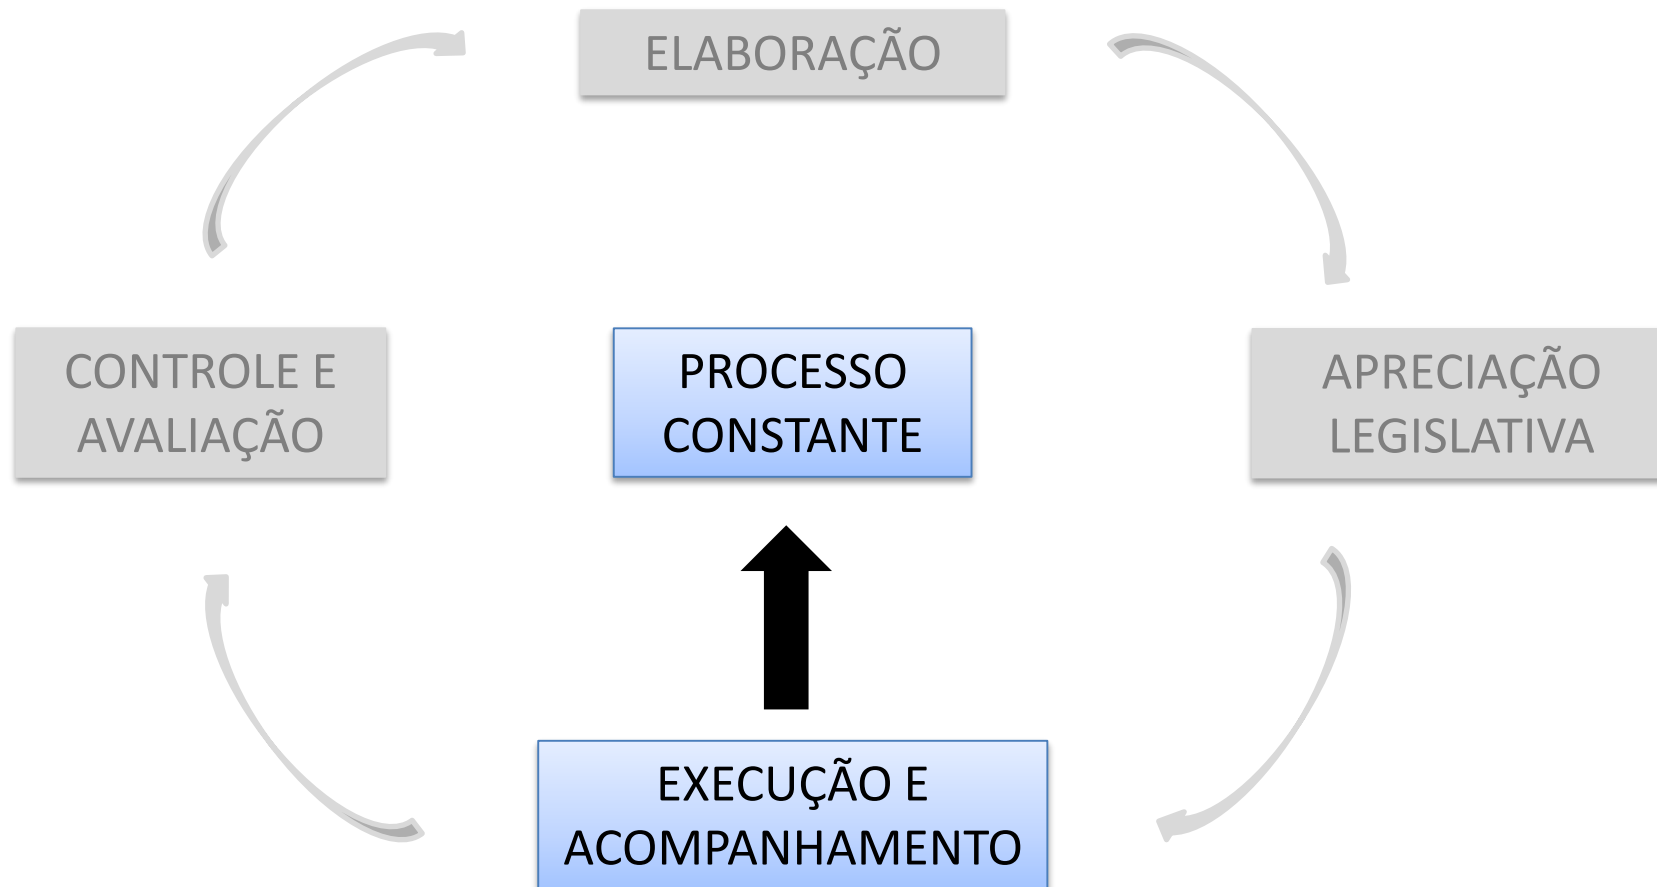 ELABORAÇÃO
CONTROLE E
AVALIAÇÃO
PROCESSO
CONSTANTE
APRECIAÇÃO
LEGISLATIVA
EXECUÇÃO E
ACOMPANHAMENTO